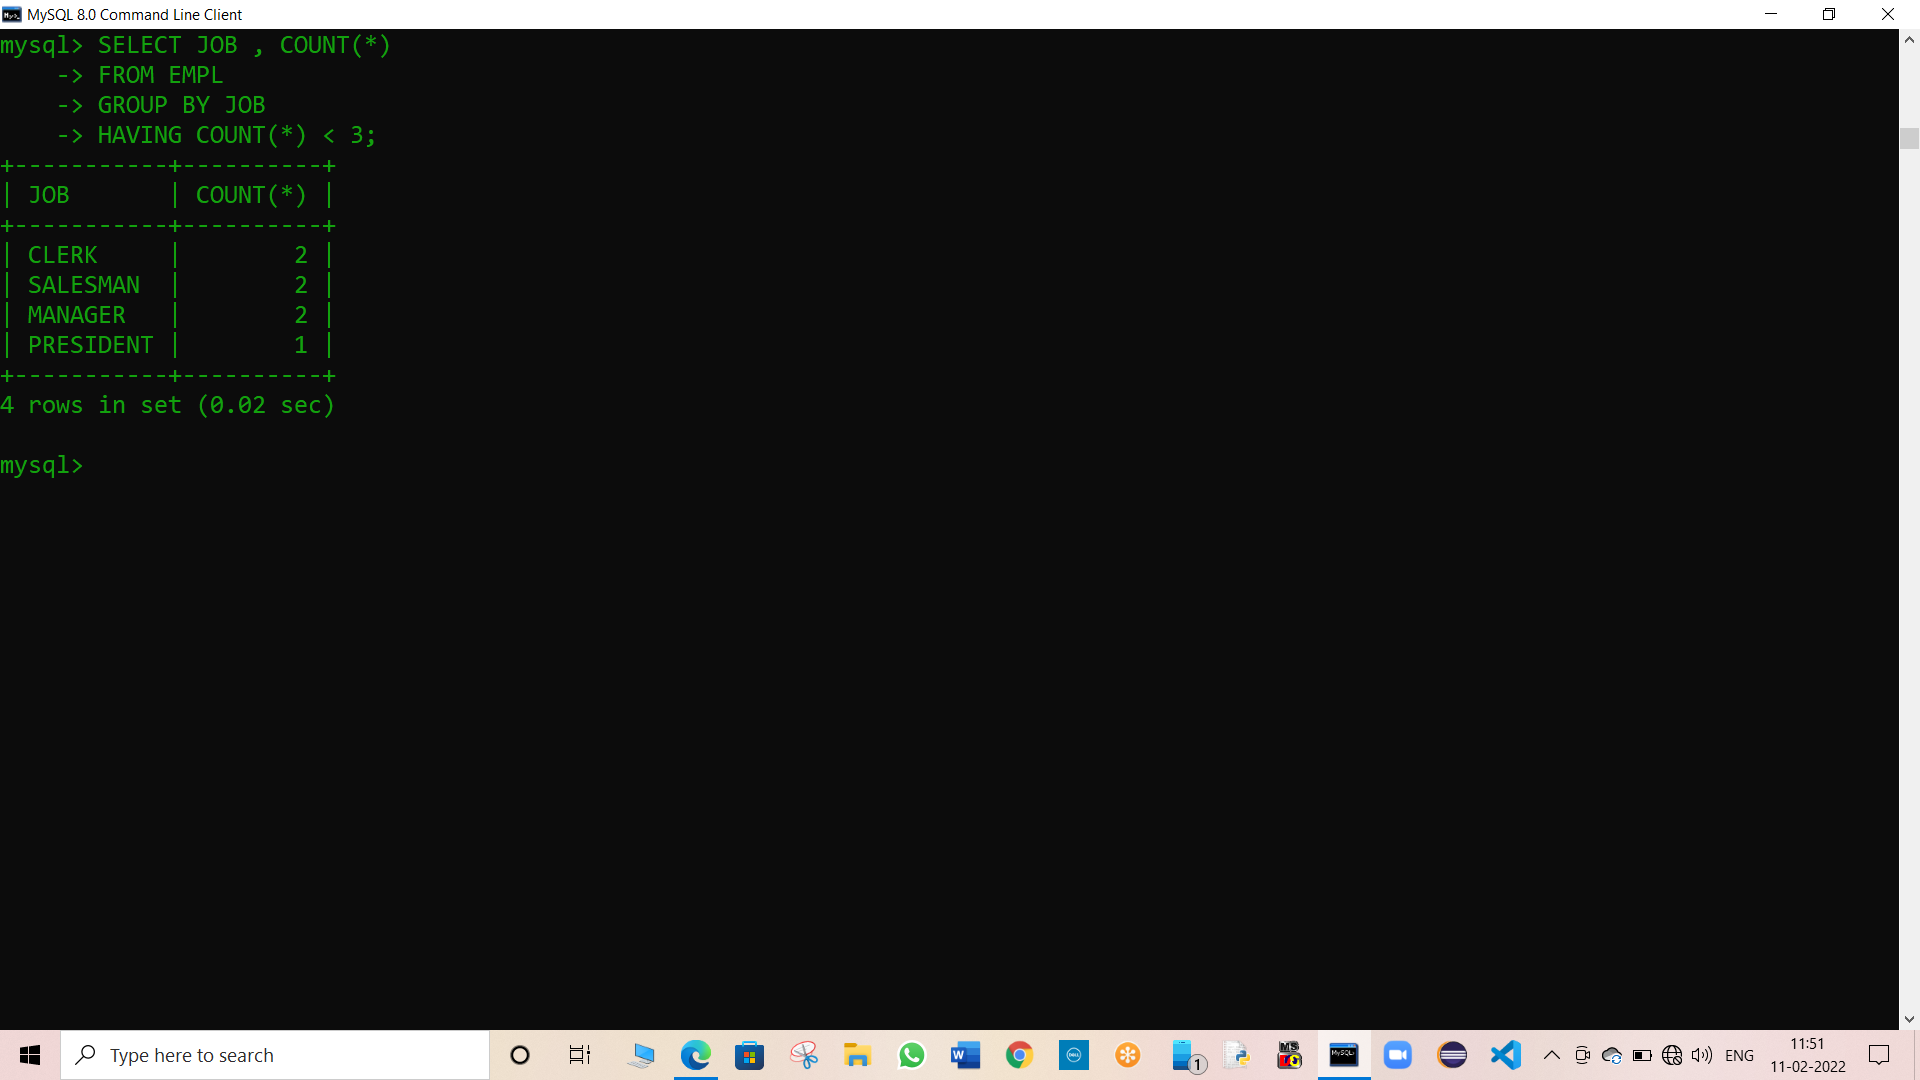 MySQL 8.0 Command Line Client
mysql> SELECT JOB , COUNT(*)
    -> FROM EMPL
    -> GROUP BY JOB
    -> HAVING COUNT(*) < 3;
+-----------+----------+
| JOB       | COUNT(*) |
+-----------+----------+
| CLERK     |        2 |
| SALESMAN  |        2 |
| MANAGER   |        2 |
| PRESIDENT |        1 |
+-----------+----------+
4 rows in set (0.02 sec)
mysql>
Type here to search
1
ENG
11:51
11-02-2022